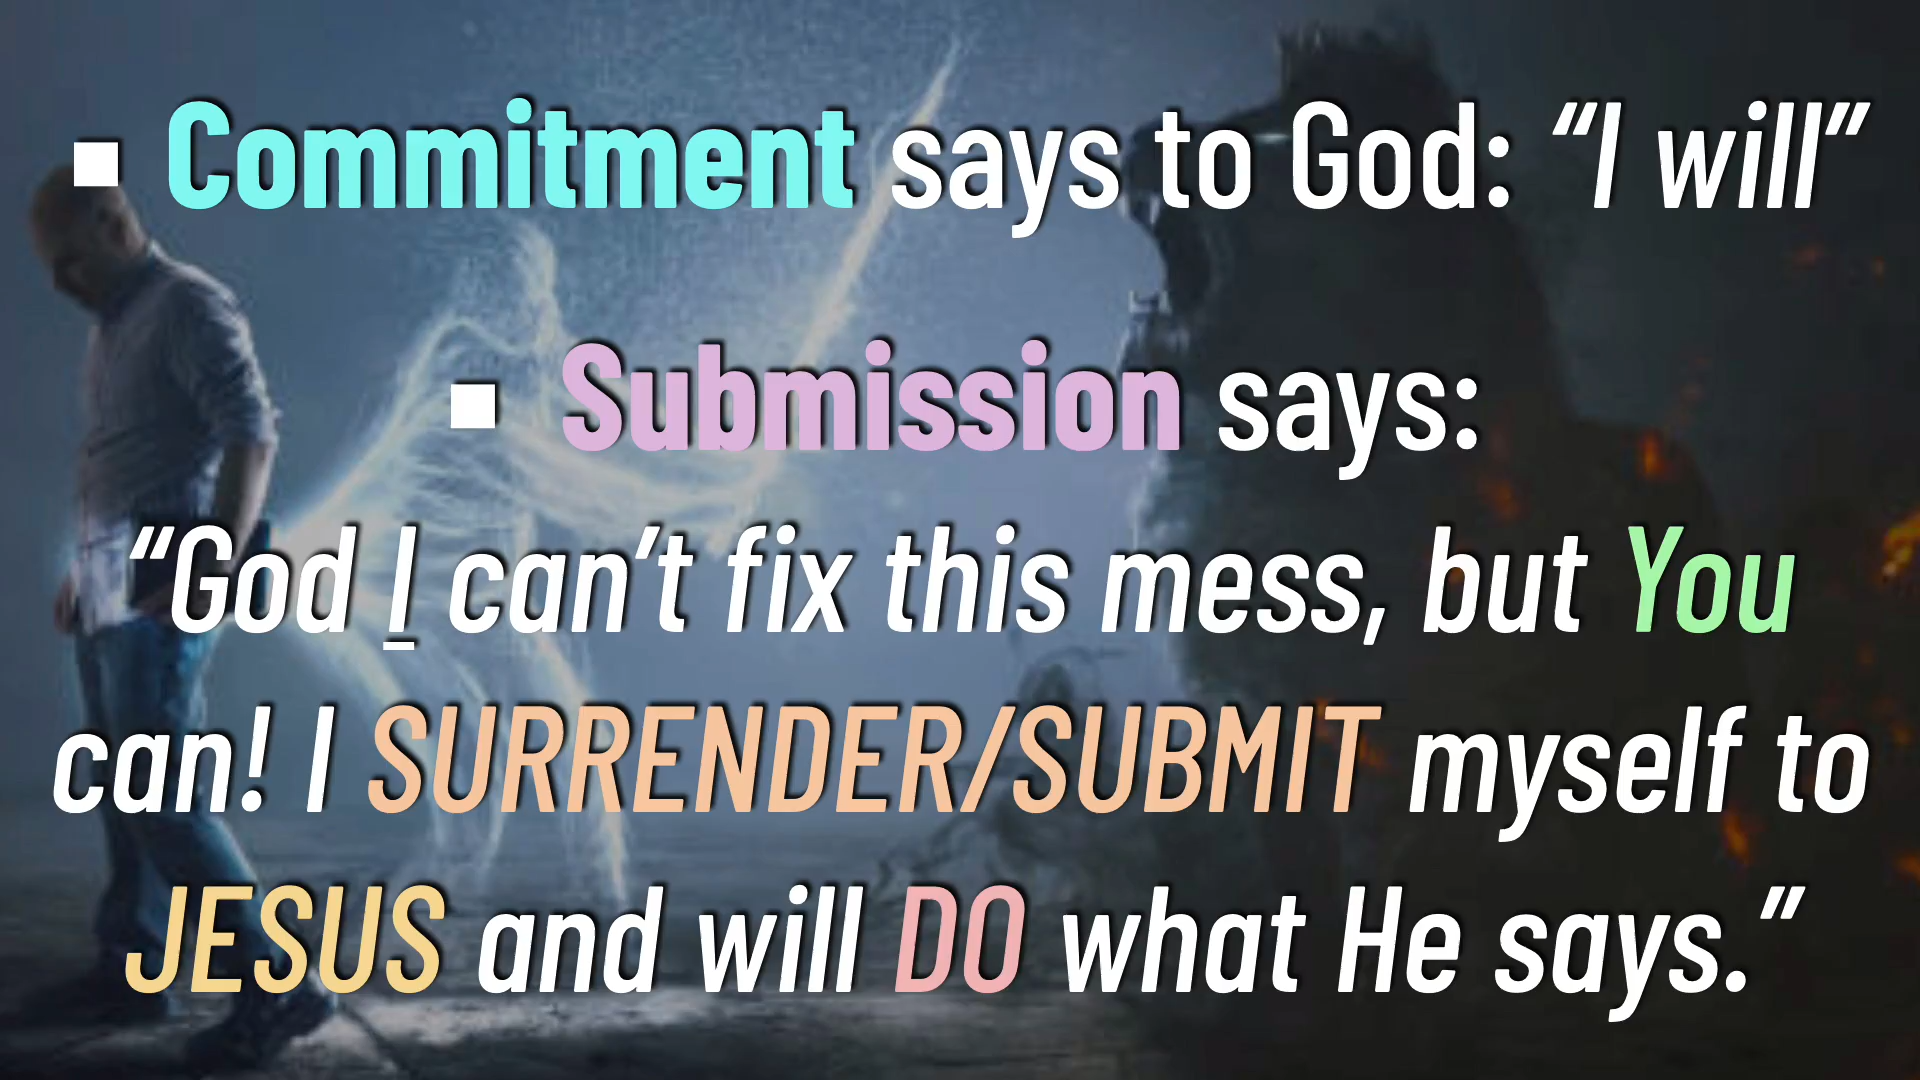 ▪ Commitment says to God: “I will”
▪ Submission says:
“God I can’t fix this mess, but You
can! I SURRENDER/SUBMIT myself to
JESUS and will DO what He says.”